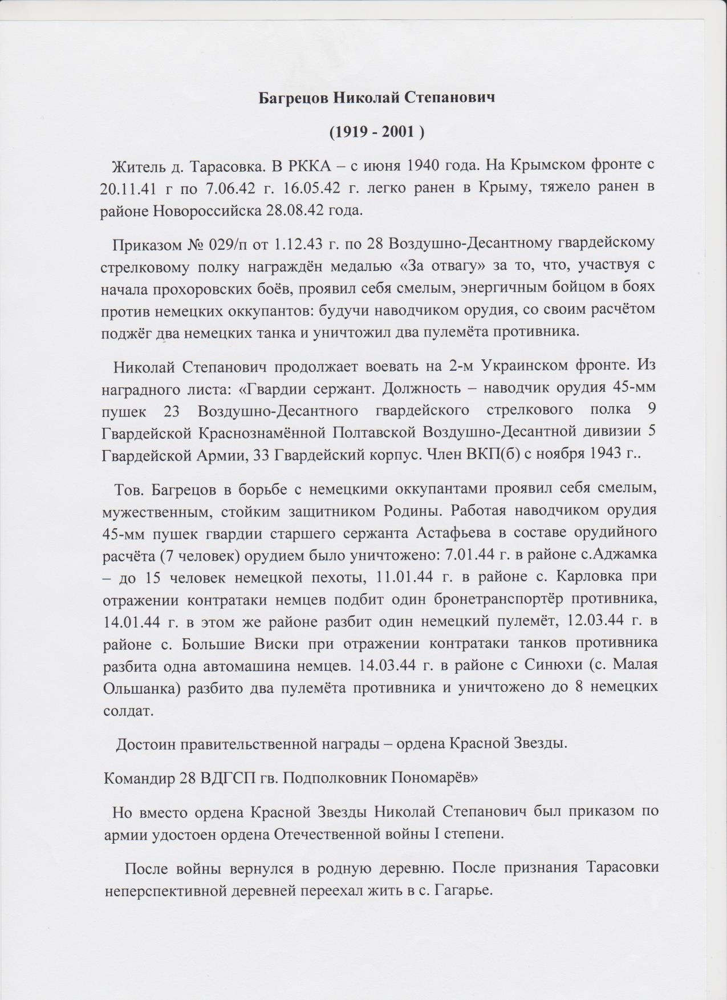 Багрецов Николай Степанович
(1919 - 2001 )
Житель д. Тарасовка. В РККА – с июня 1940 года. На Крымском фронте с
20.11.41 г по 7.06.42 г. 16.05.42 г. легко ранен в Крыму, тяжело ранен в
районе Новороссийска 28.08.42 года.
Приказом № 029/п от 1.12.43 г. по 28 Воздушно-Десантному гвардейскому
стрелковому полку награждён медалью «За отвагу» за то, что, участвуя с
начала прохоровских боёв, проявил себя смелым, энергичным бойцом в боях
против немецких оккупантов: будучи наводчиком орудия, со своим расчётом
поджёг два немецких танка и уничтожил два пулемёта противника.
Николай Степанович продолжает воевать на 2-м Украинском фронте. Из
наградного листа: «Гвардии сержант. Должность – наводчик орудия 45-мм
пушек 23 Воздушно-Десантного гвардейского стрелкового полка 9
Гвардейской Краснознамённой Полтавской Воздушно-Десантной дивизии 5
Гвардейской Армии, 33 Гвардейский корпус. Член ВКП(б) с ноября 1943 г..
Тов. Багрецов в борьбе с немецкими оккупантами проявил себя смелым,
мужественным, стойким защитником Родины. Работая наводчиком орудия
45-мм пушек гвардии старшего сержанта Астафьева в составе орудийного
расчёта (7 человек) орудием было уничтожено: 7.01.44 г. в районе с.Аджамка
– до 15 человек немецкой пехоты, 11.01.44 г. в районе с. Карловка при
отражении контратаки немцев подбит один бронетранспортёр противника,
14.01.44 г. в этом же районе разбит один немецкий пулемёт, 12.03.44 г. в
районе с. Большие Виски при отражении контратаки танков противника
разбита одна автомашина немцев. 14.03.44 г. в районе с Синюхи (с. Малая
Ольшанка) разбито два пулемёта противника и уничтожено до 8 немецких
солдат.
Достоин правительственной награды – ордена Красной Звезды.
Командир 28 ВДГСП гв. Подполковник Пономарёв»
Но вместо ордена Красной Звезды Николай Степанович был приказом по
армии удостоен ордена Отечественной войны I степени.
После войны вернулся в родную деревню. После признания Тарасовки
неперспективной деревней переехал жить в с. Гагарье.